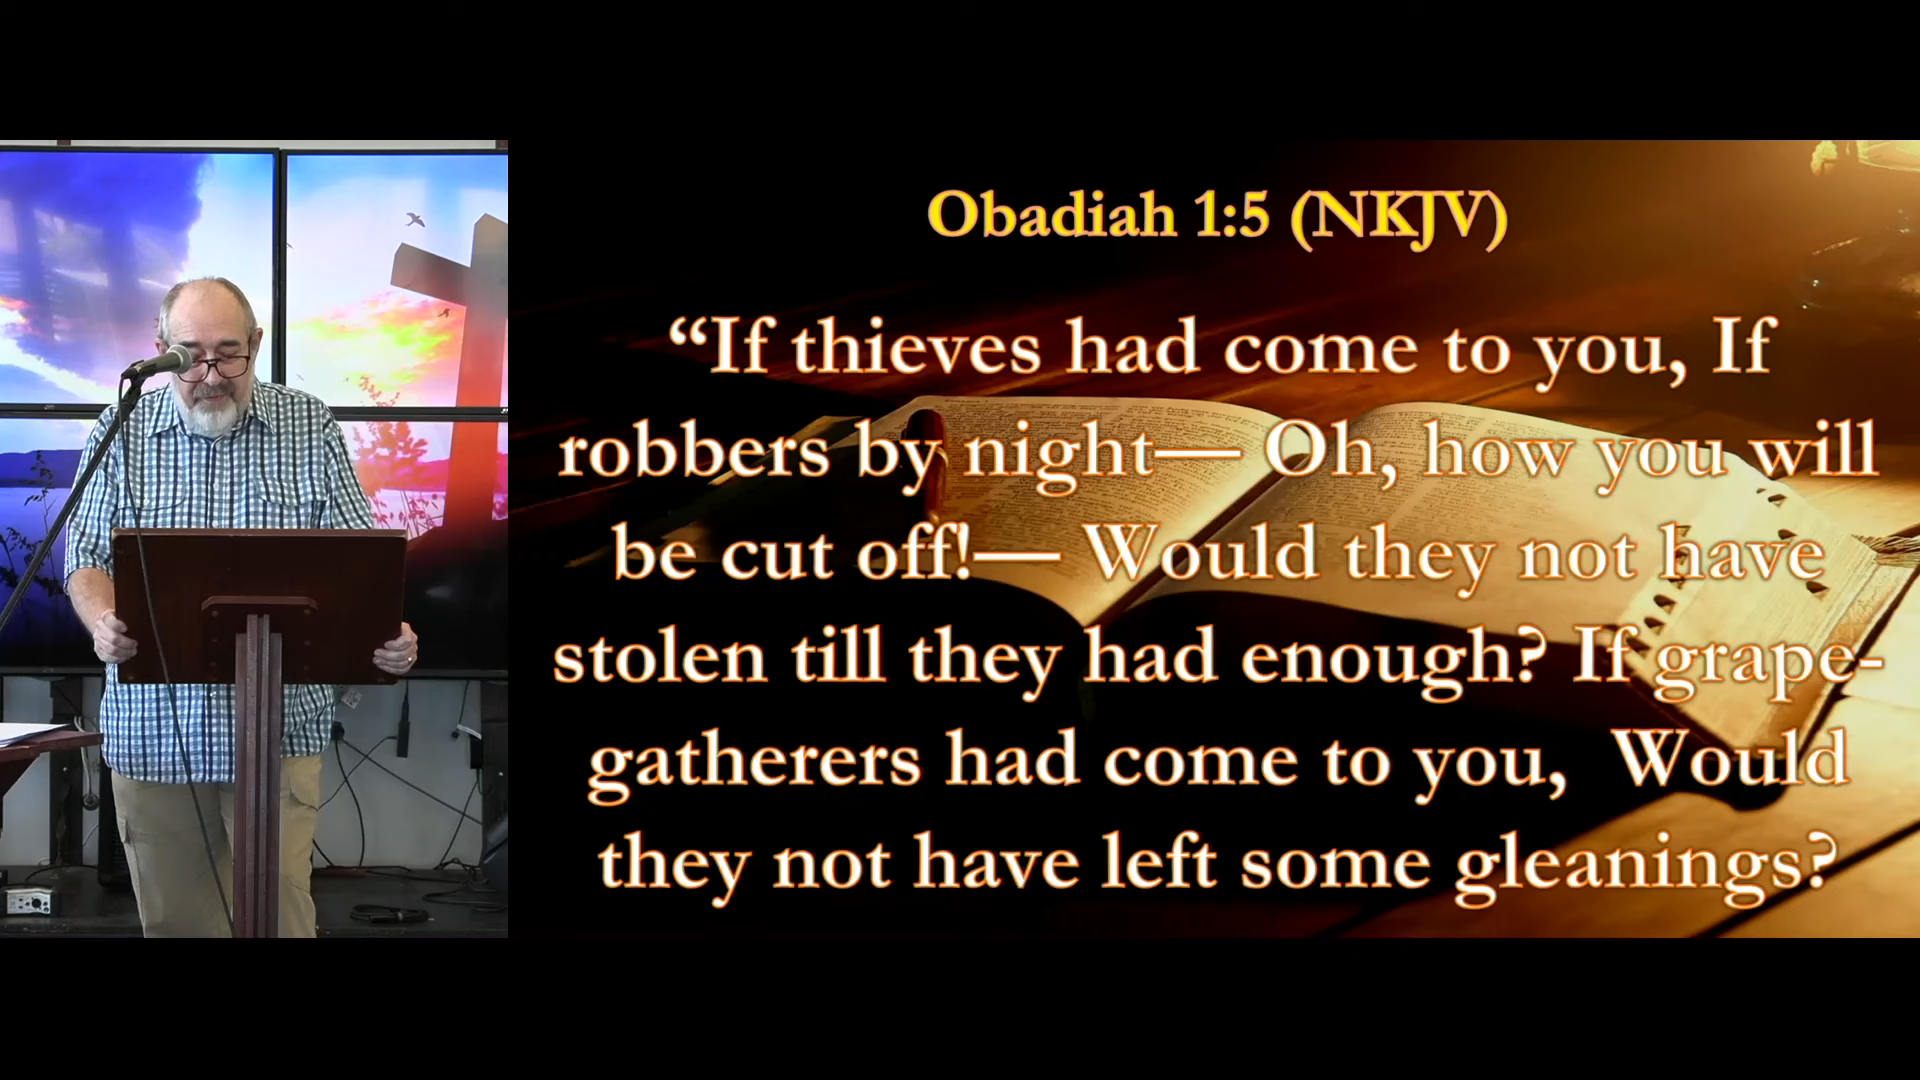 Obadiah 1:5 (NKJV)
“If thieves had come to you, If
robbers by night— Oh, how you will
be cut off!— Would they not have
stolen till they had enough? If grape-
gatherers had come to you, Would
they not have left some gleanings?